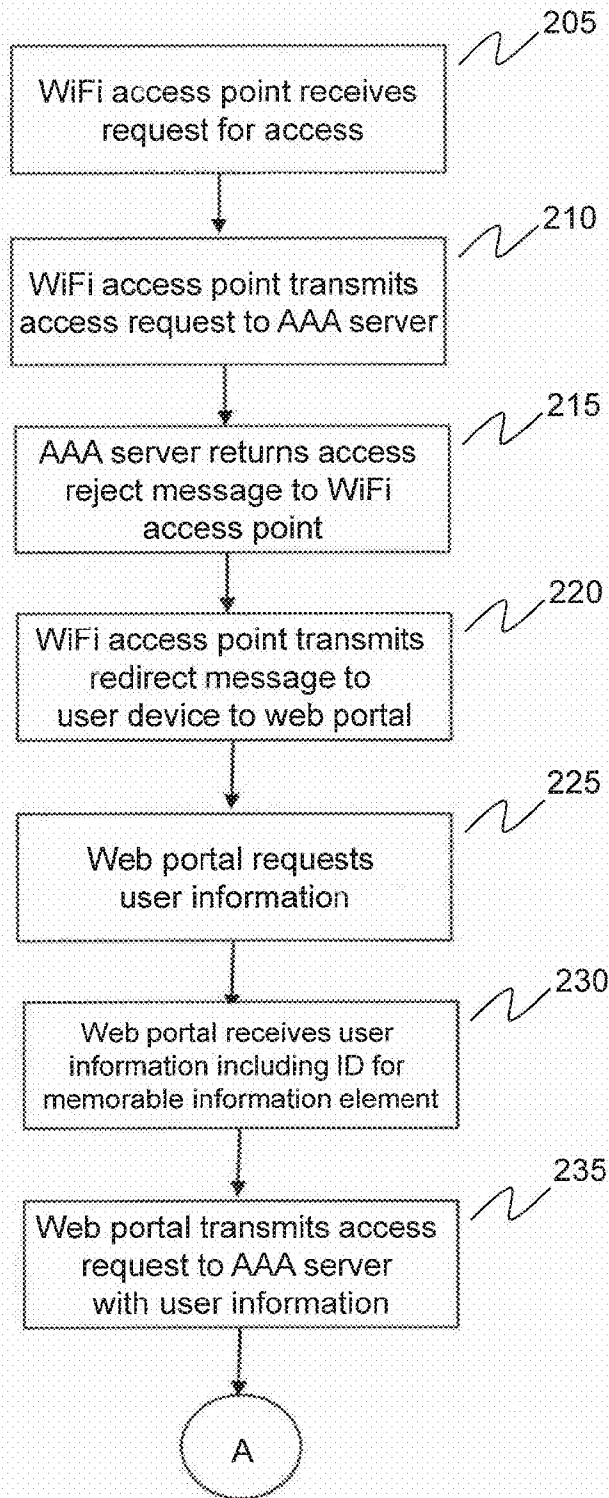 205
WiFi access point receives
request for access
210
WiFi access point transmits
access request to AAA server
215
AAA server returns access
reject message to WiFi
access point
220
WiFi access point transmits
redirect message to
user device to web portal
225
Web portal requests
user information
230
Web portal receives user
information including ID for
memorable information element
235
Web portal transmits access
request to AAA server
with user information
A